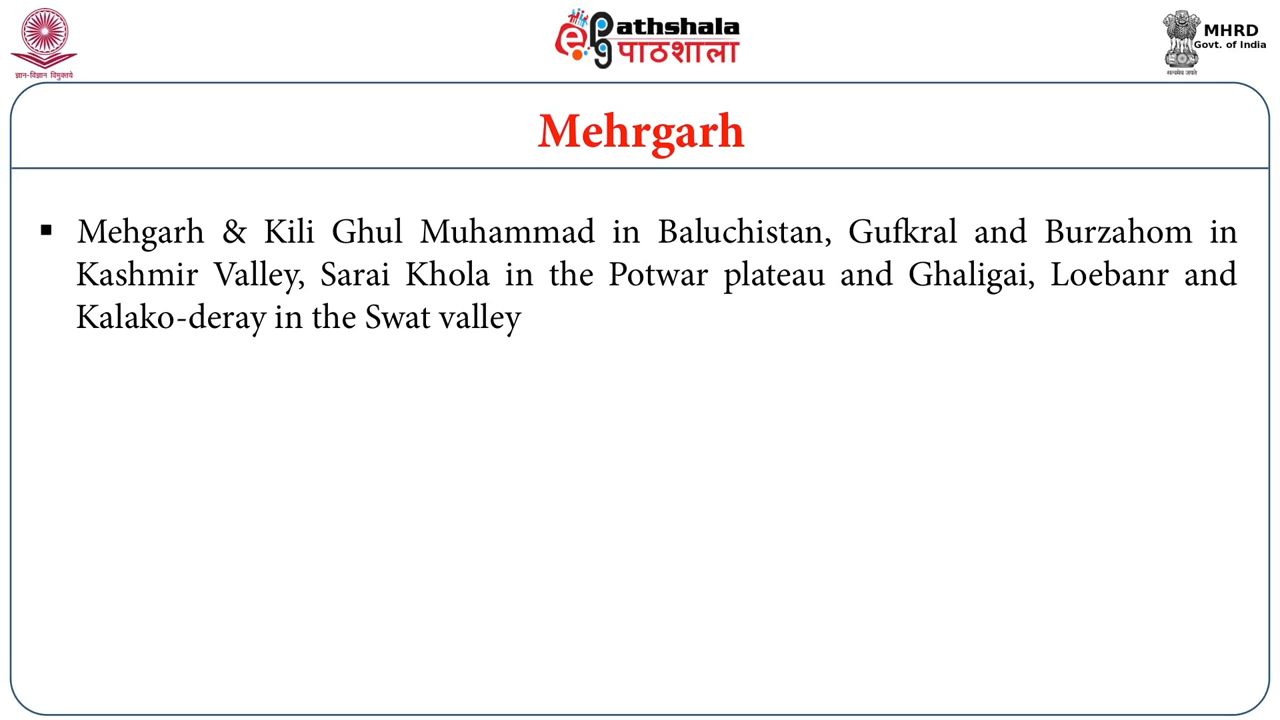 ज्ञान-विज्ञान विमुक्तये
ePGpathshala
पाठशाला
MHRD
Govt. of India
सत्यमेव जयते
Mehrgarh
▪ Mehgarh & Kili Ghul Muhammad in Baluchistan, Gufkral and Burzahom in
Kashmir Valley, Sarai Khola in the Potwar plateau and Ghaligai, Loebanr and
Kalako-deray in the Swat valley